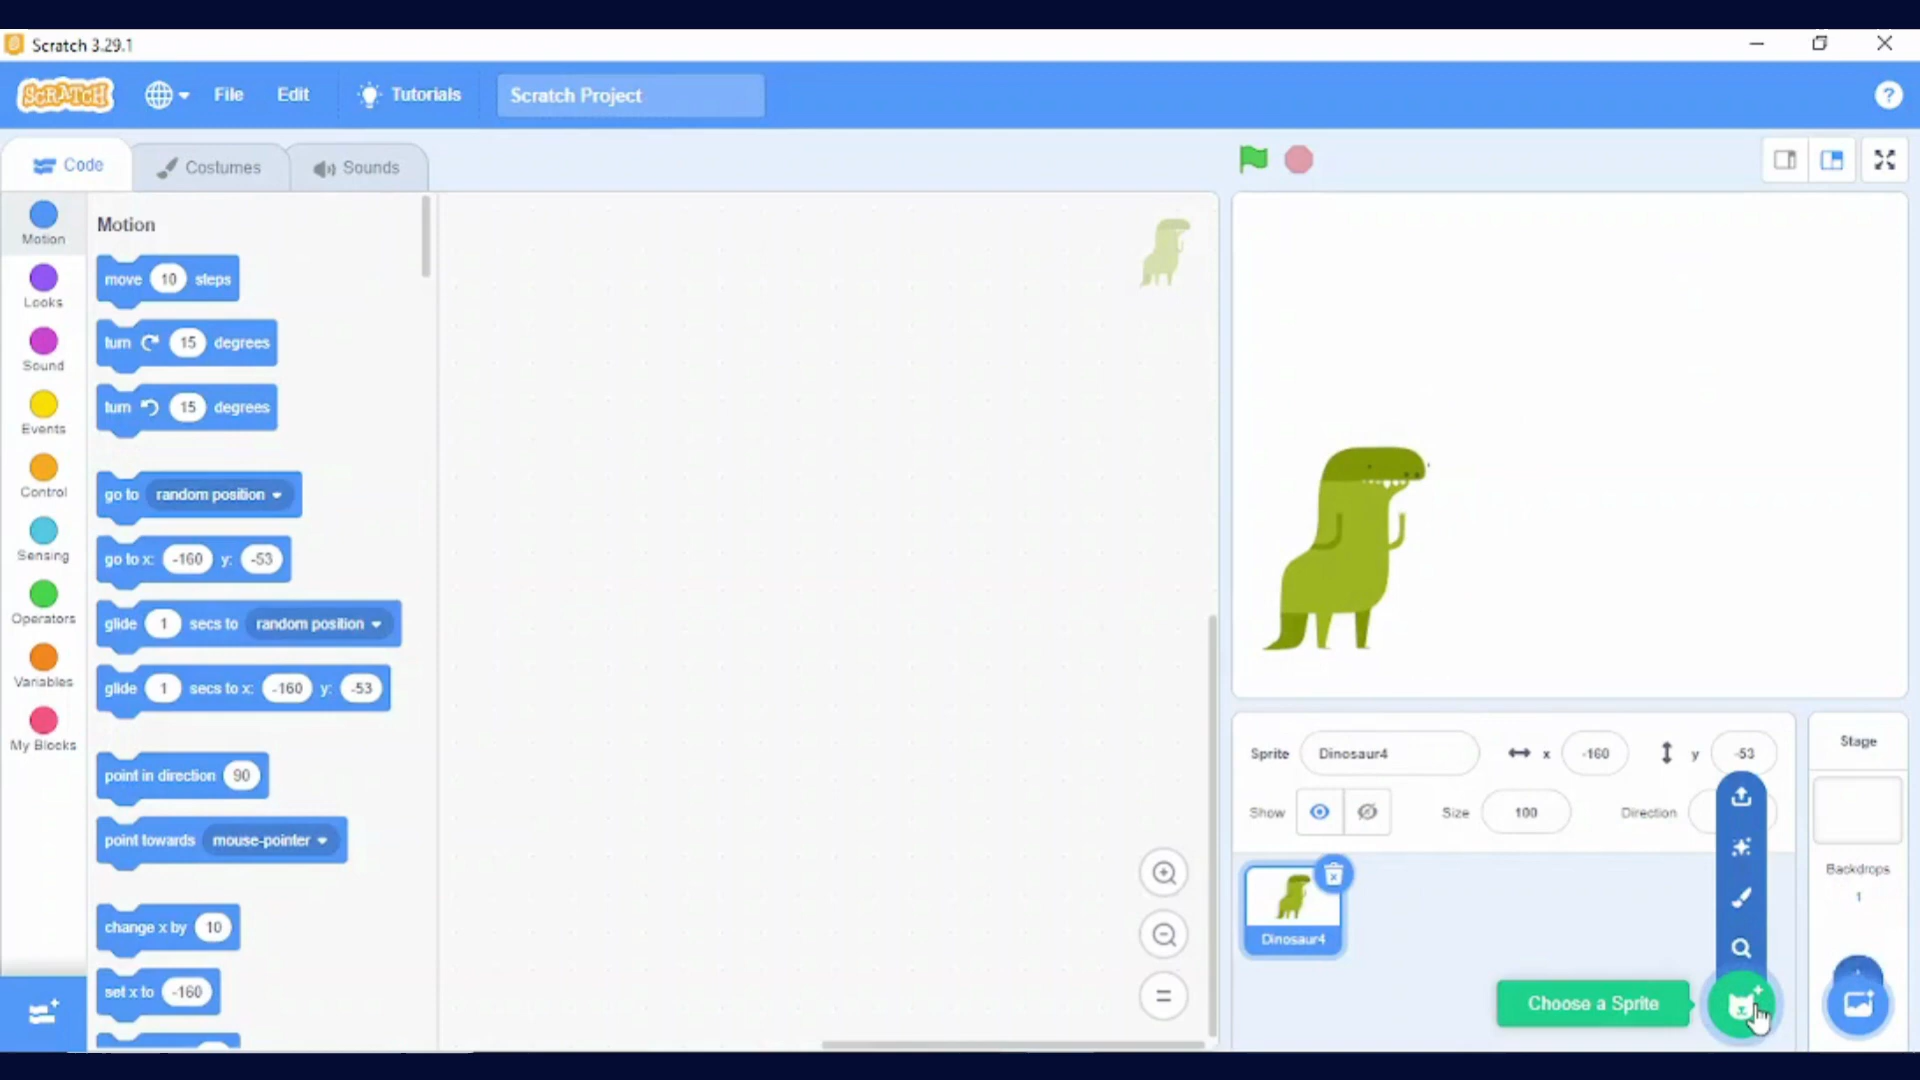 Scratch 3.29.1
SCRATCH
File
Edit
Tutorials
Scratch Project
?
Code
Costumes
Sounds
Motion
Looks
Sound
Events
Control
Sensing
Operators
Variables
My Blocks
Motion
move 10 steps
turn 15 degrees
turn 15 degrees
go to random position
go to x: -160 y: -53
glide 1 secs to random position
glide 1 secs to x: -160 y: -53
point in direction 90
point towards mouse-pointer
change x by 10
set x to -160
Sprite Dinosaur4 x -160 y -53
Show Size 100 Direction
Dinosaur4
Choose a Sprite
Stage
Backdrops
1